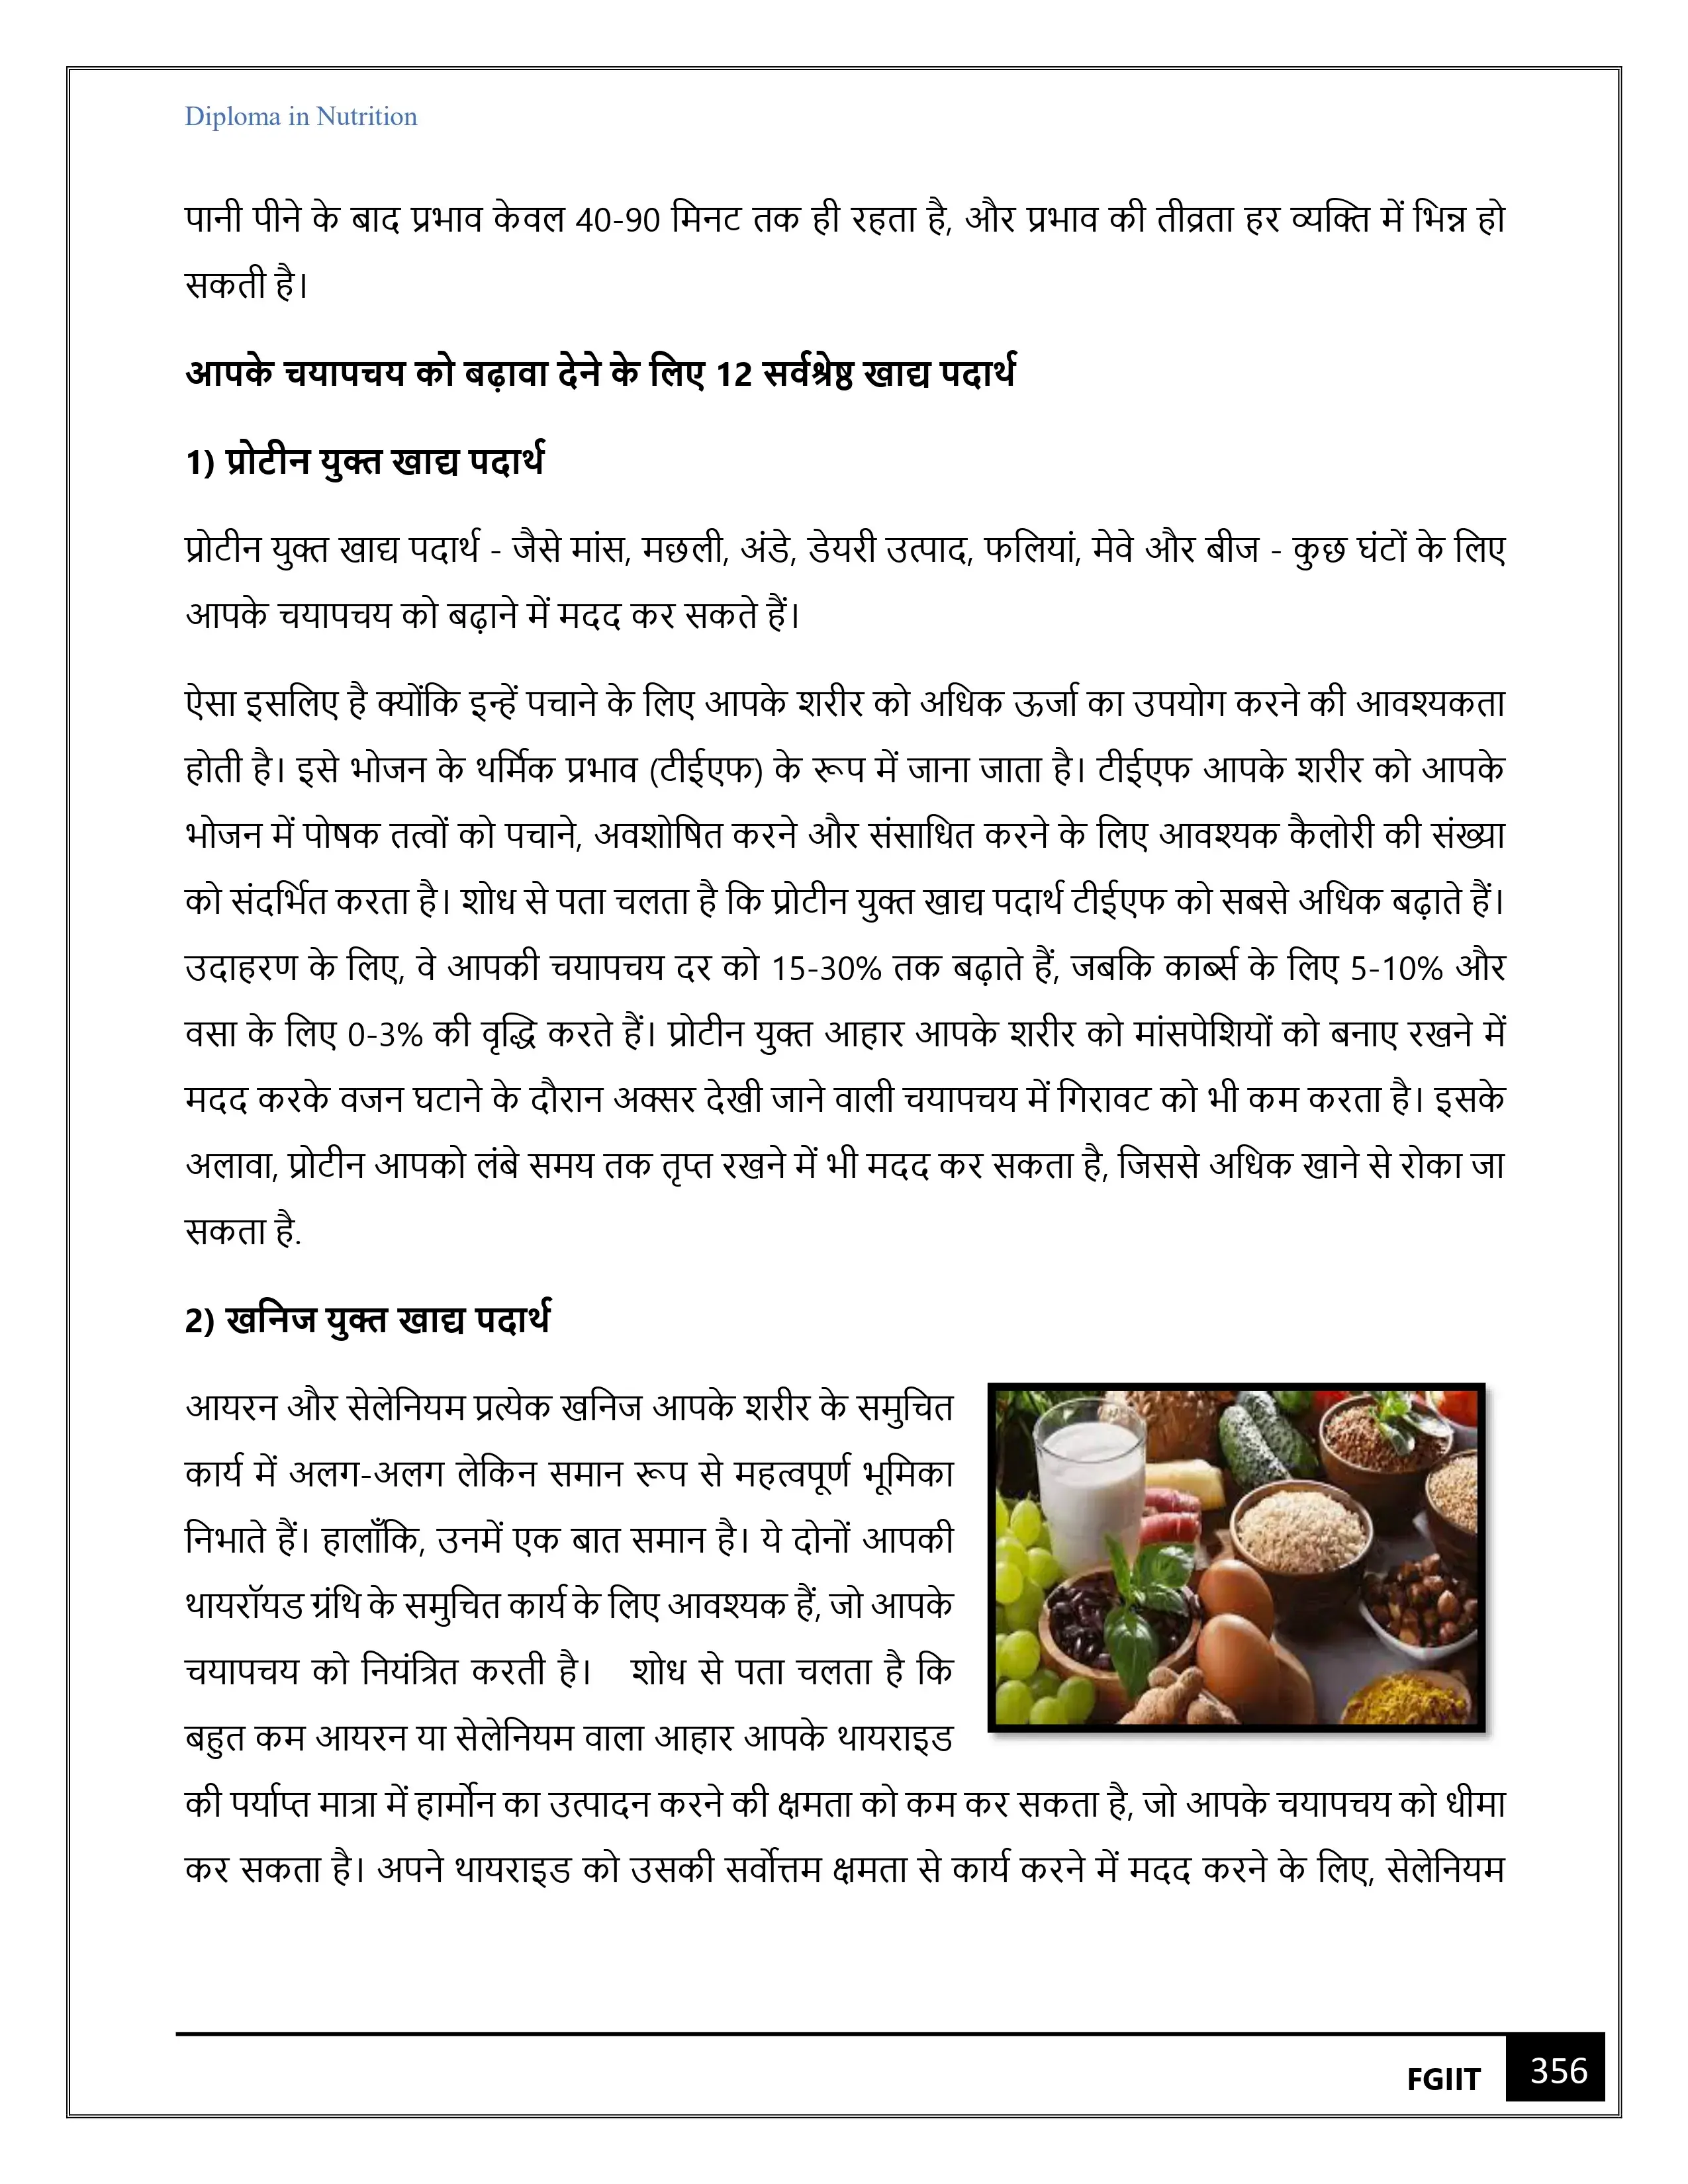 Diploma in Nutrition
पानी पीने के बाद प्रभाव केवल 40-90 मिनट तक ही रहता है, और प्रभाव की तीव्रता हर व्यक्ति में भिन्न हो
सकती है।
आपके चयापचय को बढ़ावा देने के लिए 12 सर्वश्रेष्ठ खाद्य पदार्थ
1) प्रोटीन युक्त खाद्य पदार्थ
प्रोटीन युक्त खाद्य पदार्थ - जैसे मांस, मछली, अंडे, डेयरी उत्पाद, फलियां, मेवे और बीज - कुछ घंटों के लिए
आपके चयापचय को बढ़ाने में मदद कर सकते हैं।
ऐसा इसलिए है क्योंकि इन्हें पचाने के लिए आपके शरीर को अधिक ऊर्जा का उपयोग करने की आवश्यकता
होती है। इसे भोजन के थर्मिक प्रभाव (टीईएफ) के रूप में जाना जाता है। टीईएफ आपके शरीर को आपके
भोजन में पोषक तत्वों को पचाने, अवशोषित करने और संसाधित करने के लिए आवश्यक कैलोरी की संख्या
को संदर्भित करता है। शोध से पता चलता है कि प्रोटीन युक्त खाद्य पदार्थ टीईएफ को सबसे अधिक बढ़ाते हैं।
उदाहरण के लिए, वे आपकी चयापचय दर को 15-30% तक बढ़ाते हैं, जबकि कार्ब्स के लिए 5-10% और
वसा के लिए 0-3% की वृद्धि करते हैं। प्रोटीन युक्त आहार आपके शरीर को मांसपेशियों को बनाए रखने में
मदद करके वजन घटाने के दौरान अक्सर देखी जाने वाली चयापचय में गिरावट को भी कम करता है। इसके
अलावा, प्रोटीन आपको लंबे समय तक तृप्त रखने में भी मदद कर सकता है, जिससे अधिक खाने से रोका जा
सकता है.
2) खनिज युक्त खाद्य पदार्थ
आयरन और सेलेनियम प्रत्येक खनिज आपके शरीर के समुचित
कार्य में अलग-अलग लेकिन समान रूप से महत्वपूर्ण भूमिका
निभाते हैं। हालाँकि, उनमें एक बात समान है। ये दोनों आपकी
थायरॉयड ग्रंथि के समुचित कार्य के लिए आवश्यक हैं, जो आपके
चयापचय को नियंत्रित करती है। शोध से पता चलता है कि
बहुत कम आयरन या सेलेनियम वाला आहार आपके थायराइड
की पर्याप्त मात्रा में हार्मोन का उत्पादन करने की क्षमता को कम कर सकता है, जो आपके चयापचय को धीमा
कर सकता है। अपने थायराइड को उसकी सर्वोत्तम क्षमता से कार्य करने में मदद करने के लिए, सेलेनियम
FGIIT 356